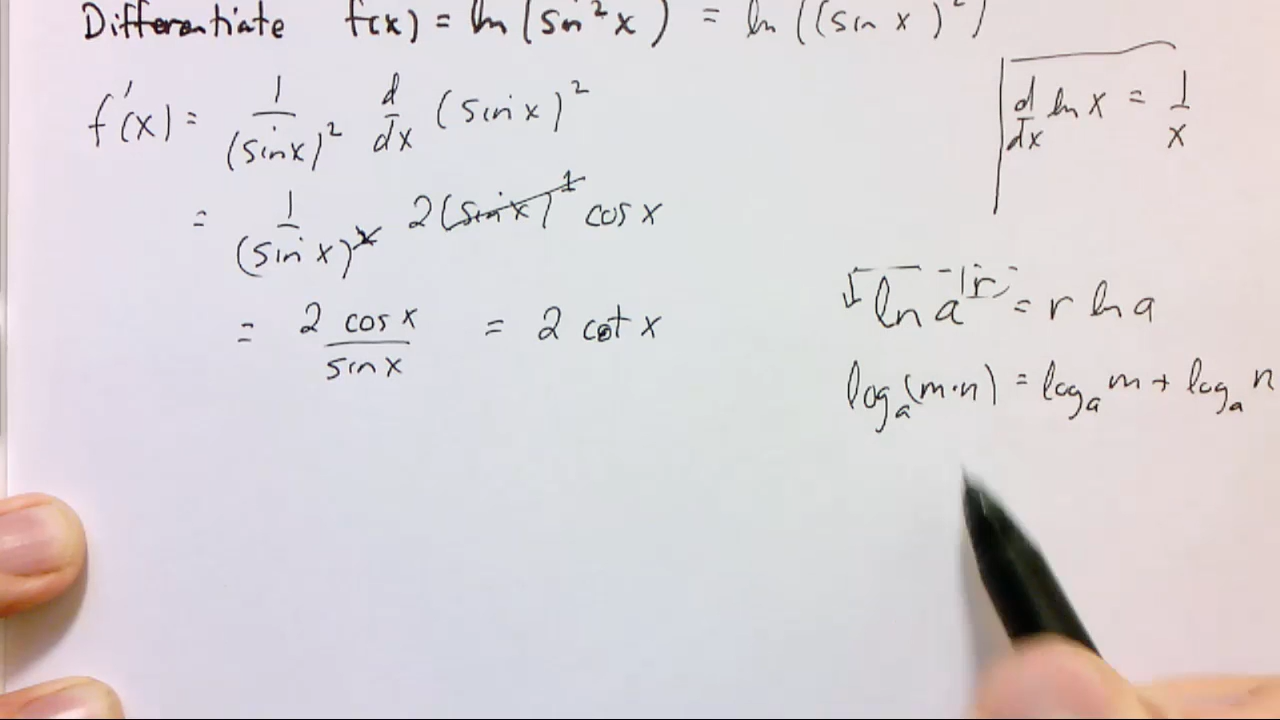 Differentiate f(x) = ln(sin²x) = ln((sin x)²)
f'(x) = 1/(sin x)² d/dx (sin x)²
d/dx ln x = 1/x
= 1/(sin x)² 2(sin x)¹ cos x
ln a^r = r ln a
= 2 cos x / sin x = 2 cot x
logₐ(m·n) = logₐ m + logₐ n